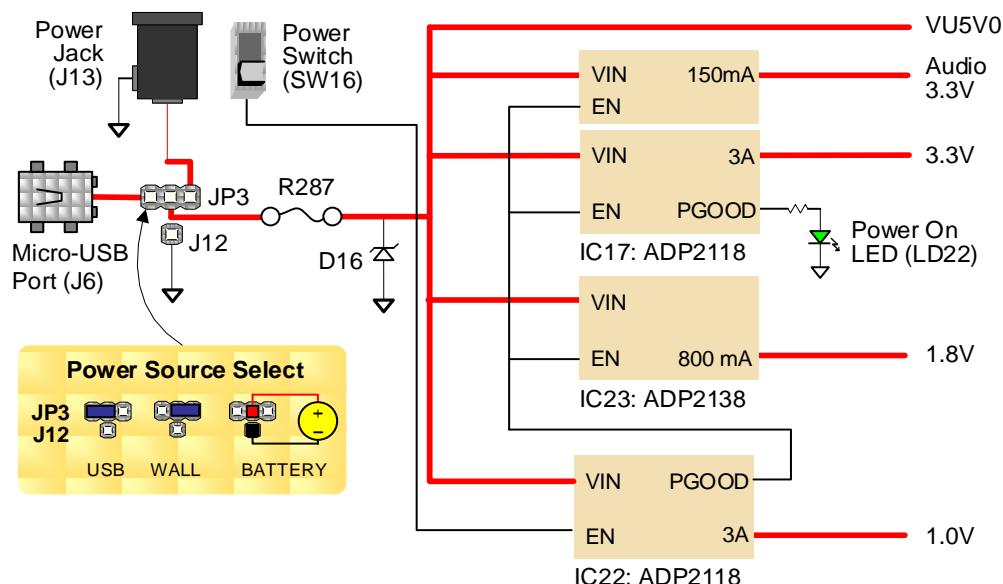 Power
Jack
(J13)
Power
Switch
(SW16)
VU5V0
VIN
150mA
EN
Audio
3.3V
VIN
3A
3.3V
EN
PGOOD
IC17: ADP2118
Power On
LED (LD22)
JP3
J12
R287
D16
Micro-USB
Port (J6)
VIN
EN
800 mA
1.8V
IC23: ADP2138
Power Source Select
JP3
J12
+
–
USB
WALL
BATTERY
VIN
PGOOD
EN
3A
1.0V
IC22: ADP2118